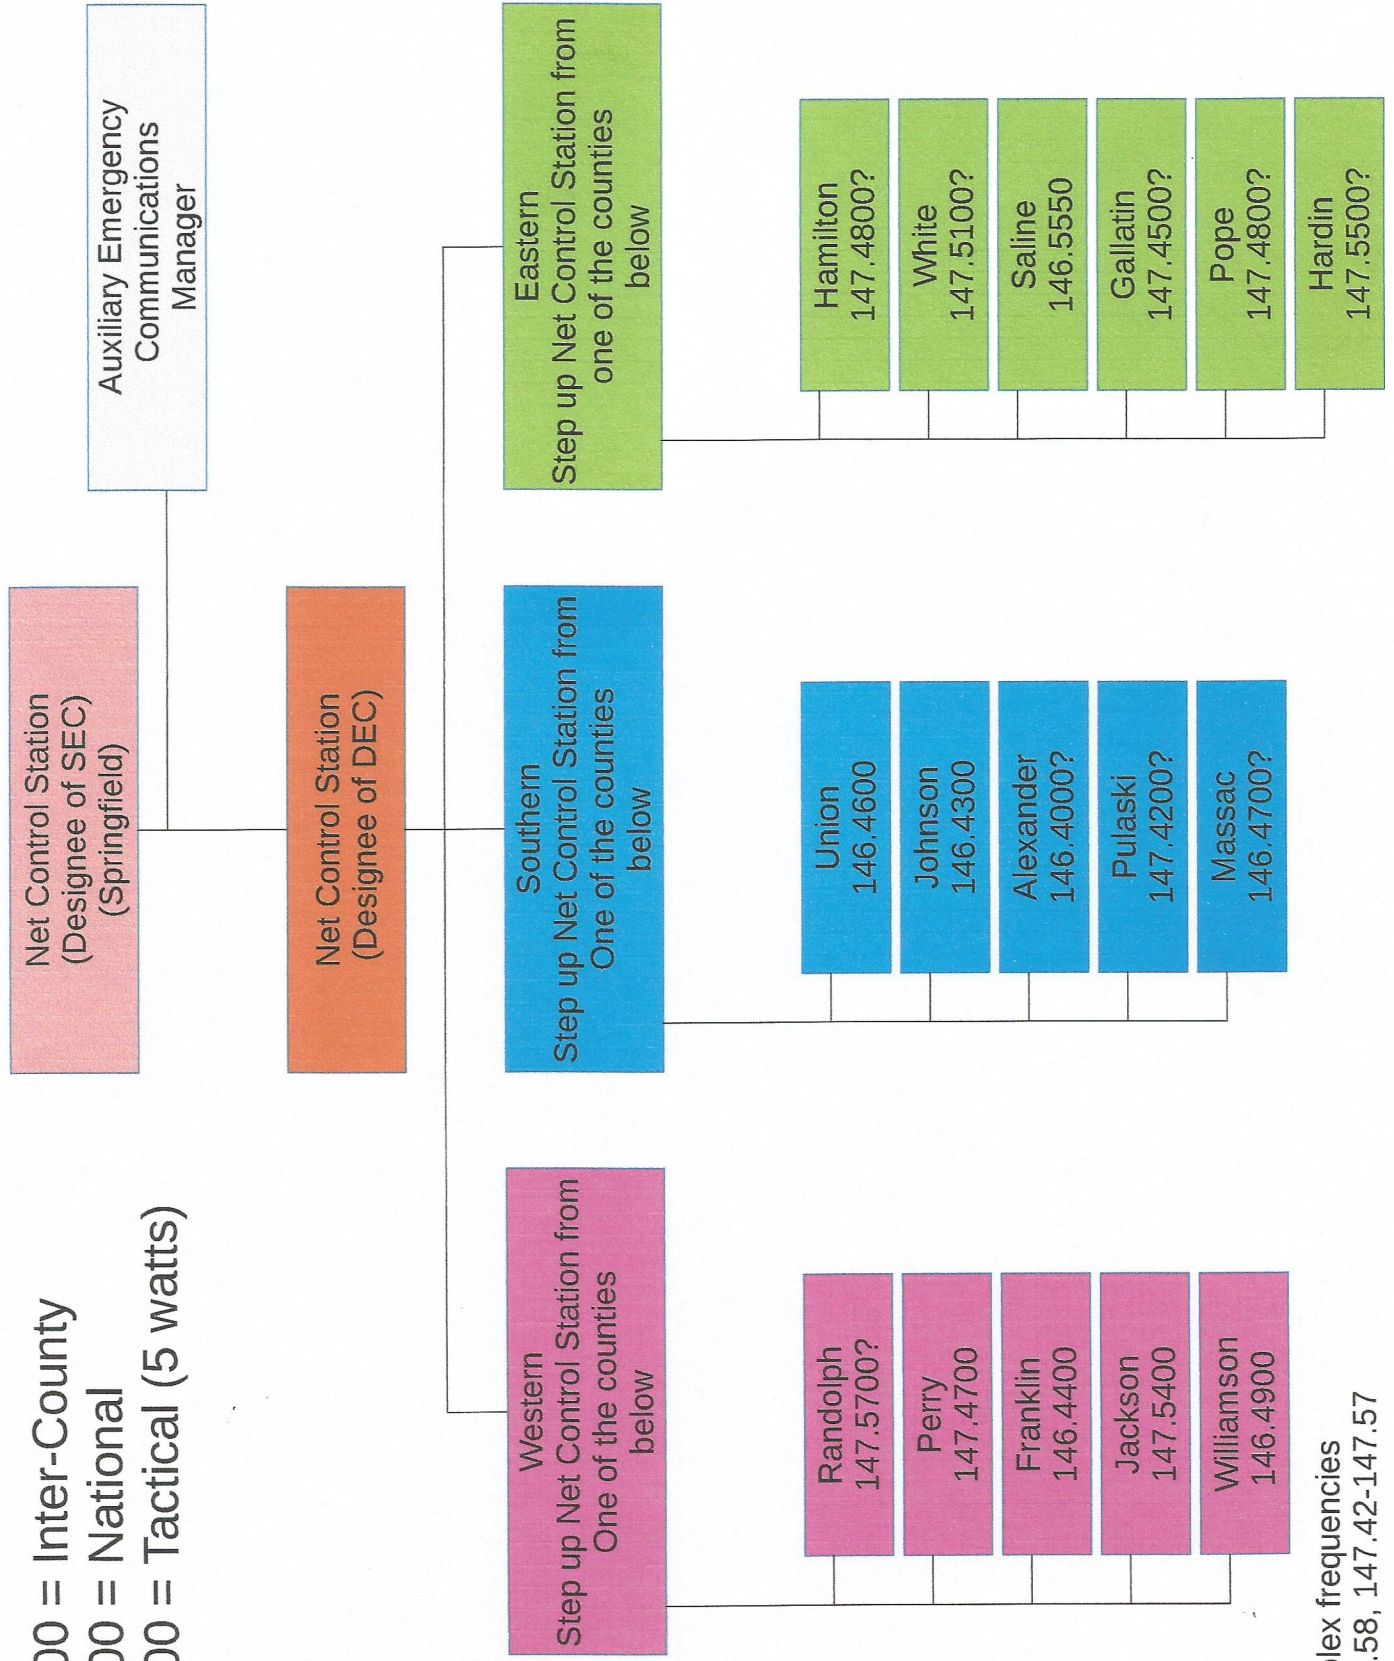 00 = Inter-County
00 = National
00 = Tactical (5 watts)
Net Control Station
(Designee of SEC)
(Springfield)
Auxiliary Emergency
Communications
Manager
Net Control Station
(Designee of DEC)
Western
Step up Net Control Station from
One of the counties
below
Randolph
147.5700?
Perry
147.4700
Franklin
146.4400
Jackson
147.5400
Williamson
146.4900
Southern
Step up Net Control Station from
One of the counties
below
Union
146.4600
Johnson
146.4300
Alexander
146.4000?
Pulaski
147.4200?
Massac
146.4700?
Eastern
Step up Net Control Station from
one of the counties
below
Hamilton
147.4800?
White
147.5100?
Saline
146.5550
Gallatin
147.4500?
Pope
147.4800?
Hardin
147.5500?
plex frequencies
.58, 147.42-147.57